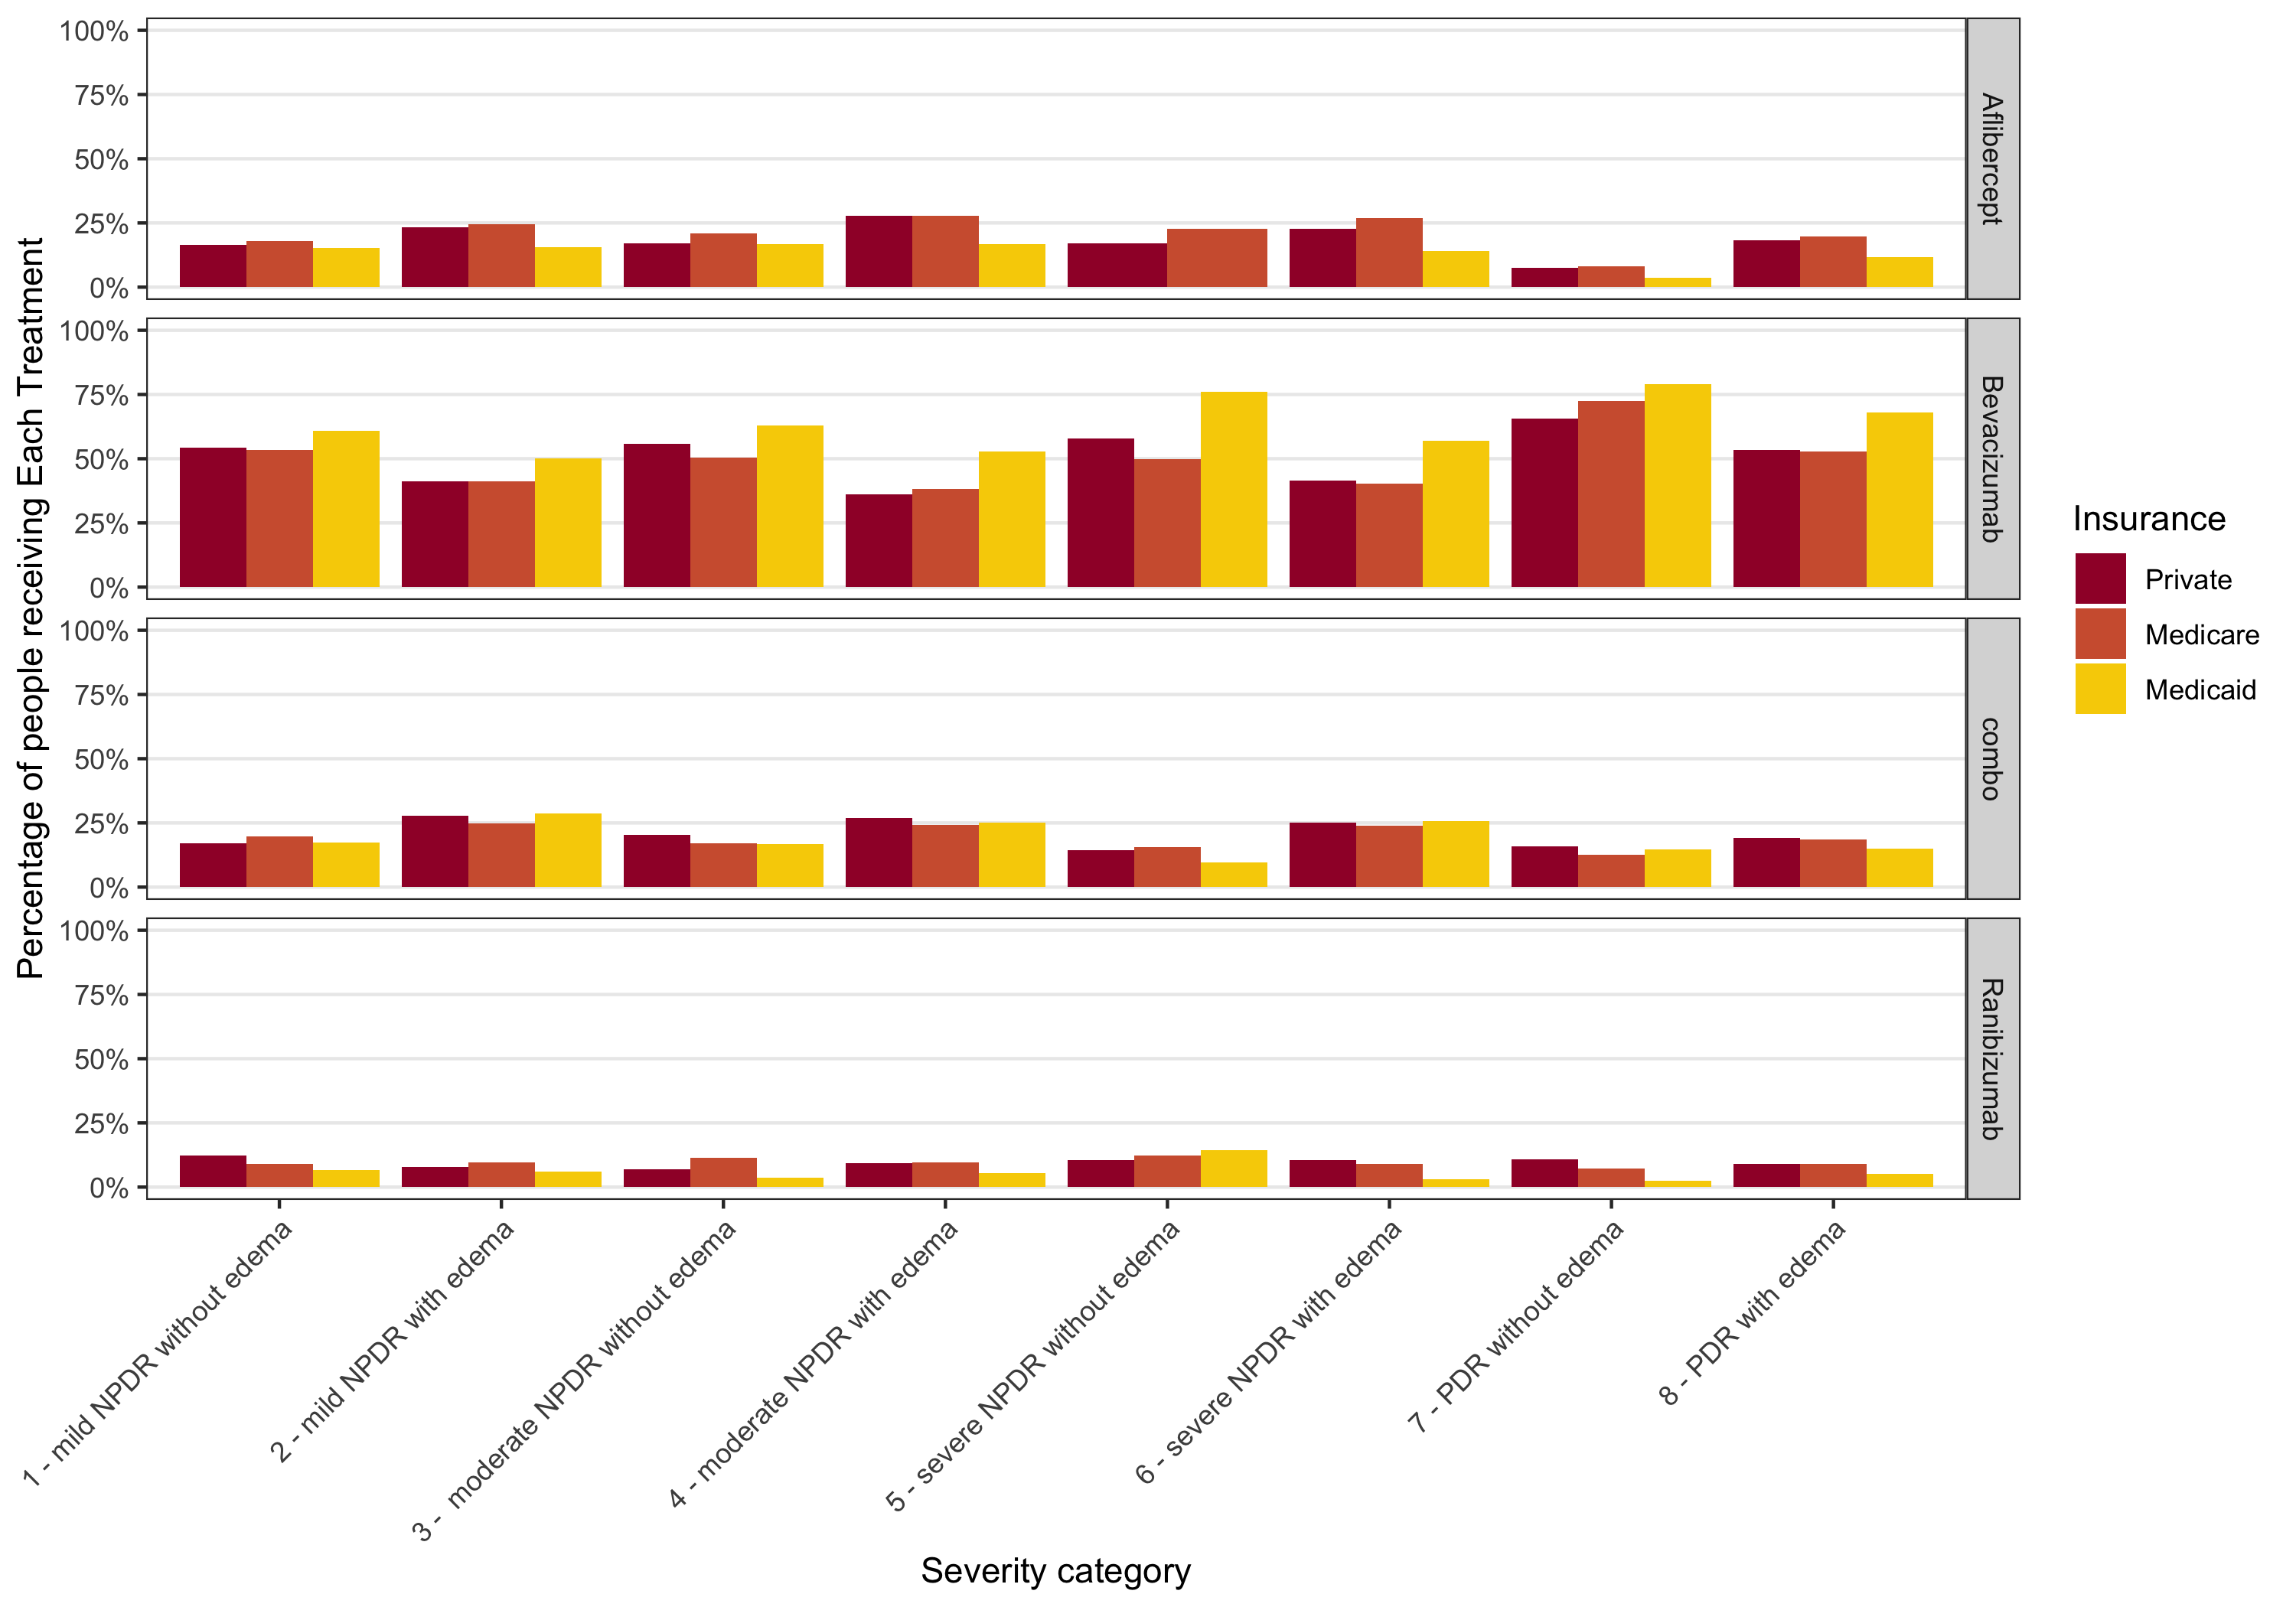 Percentage of people receiving Each Treatment
100%
75%
50%
25%
0%
Aflibercept
100%
75%
50%
25%
0%
Bevacizumab
100%
75%
50%
25%
0%
combo
100%
75%
50%
25%
0%
Ranibizumab
1 - mild NPDR without edema
2 - mild NPDR with edema
3 -  moderate NPDR without edema
4 - moderate NPDR with edema
5 - severe NPDR without edema
6 - severe NPDR with edema
7 - PDR without edema
8 - PDR with edema
Severity category
Insurance
Private
Medicare
Medicaid